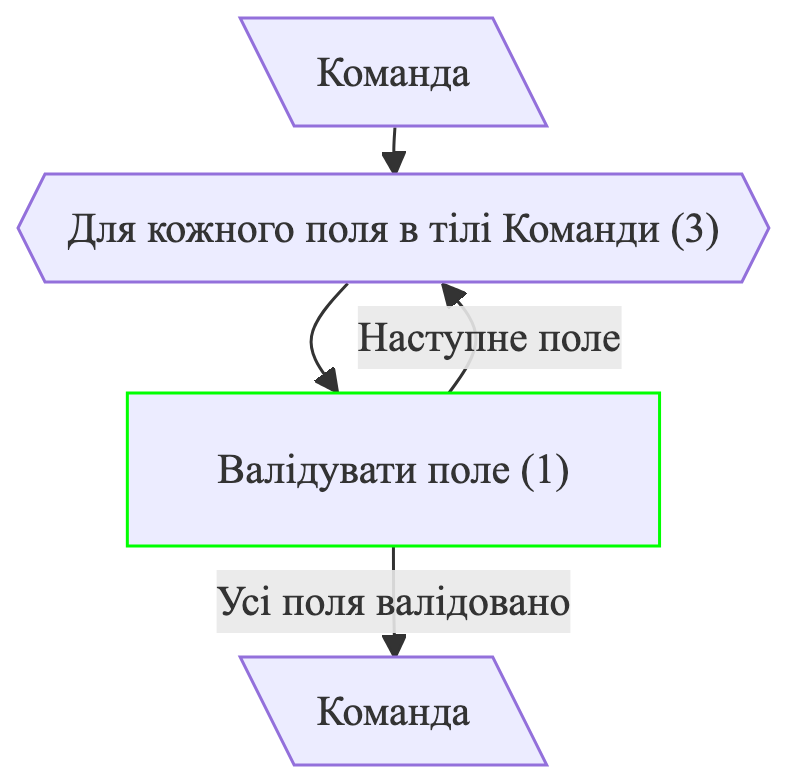 Команда
Для кожного поля в тілі Команди (3)
Наступне поле
Валідувати поле (1)
Усі поля валідовано
Команда